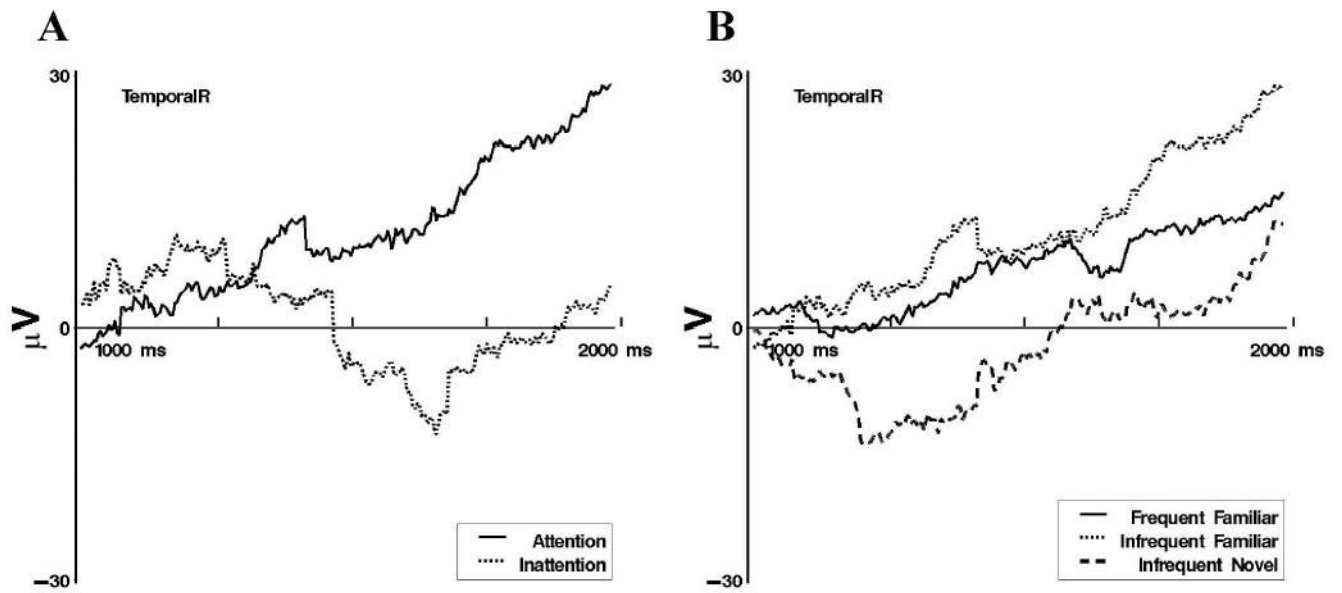 A
30
TemporalR
μV
0
1000 ms
2000 ms
Attention
Inattention
−30
B
30
TemporalR
μV
0
1000 ms
2000 ms
Frequent Familiar
Infrequent Familiar
Infrequent Novel
−30